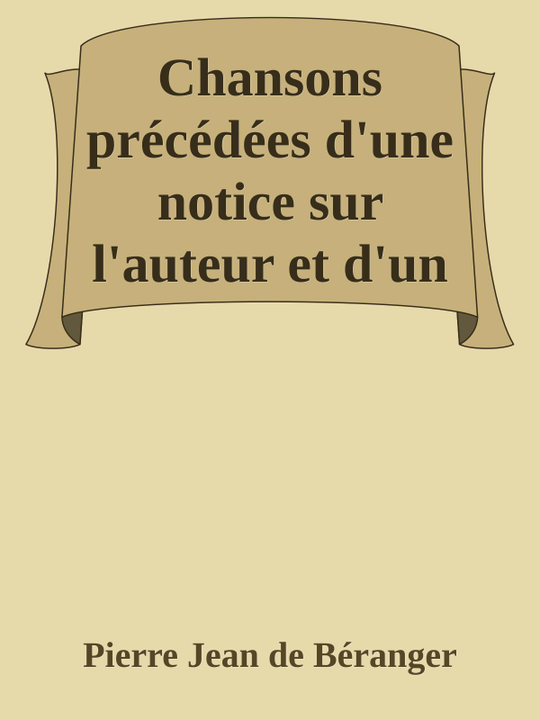 Chansons
précédées d'une
notice sur
l'auteur et d'un
Pierre Jean de Béranger